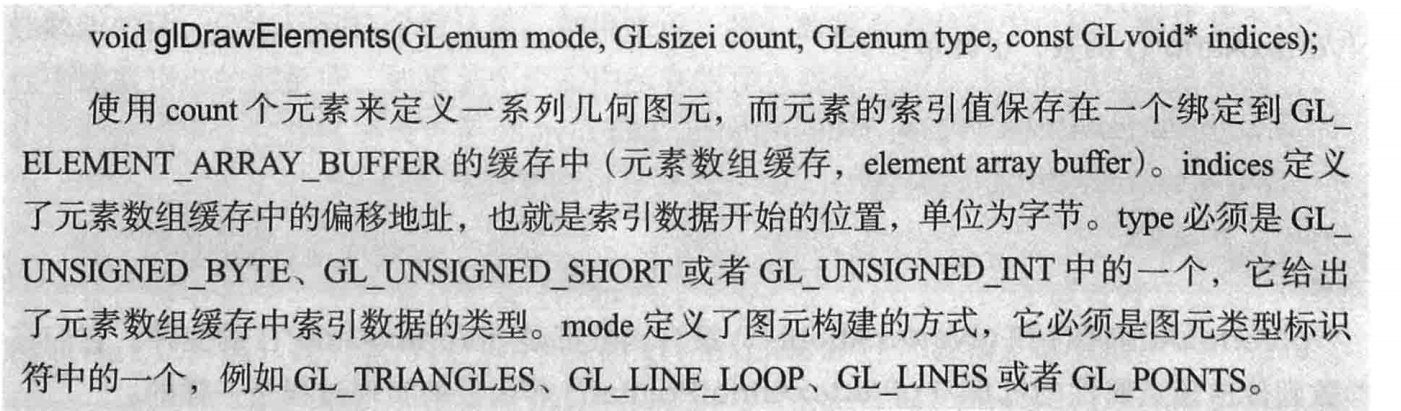 void glDrawElements(GLenum mode, GLsizei count, GLenum type, const GLvoid* indices);
使用 count 个元素来定义一系列几何图元，而元素的索引值保存在一个绑定到 GL_
ELEMENT_ARRAY_BUFFER 的缓存中（元素数组缓存，element array buffer）。indices 定义
了元素数组缓存中的偏移地址，也就是索引数据开始的位置，单位为字节。type 必须是 GL_
UNSIGNED_BYTE、GL_UNSIGNED_SHORT 或者 GL_UNSIGNED_INT 中的一个，它给出
了元素数组缓存中索引数据的类型。mode 定义了图元构建的方式，它必须是图元类型标识
符中的一个，例如 GL_TRIANGLES、GL_LINE_LOOP、GL_LINES 或者 GL_POINTS。